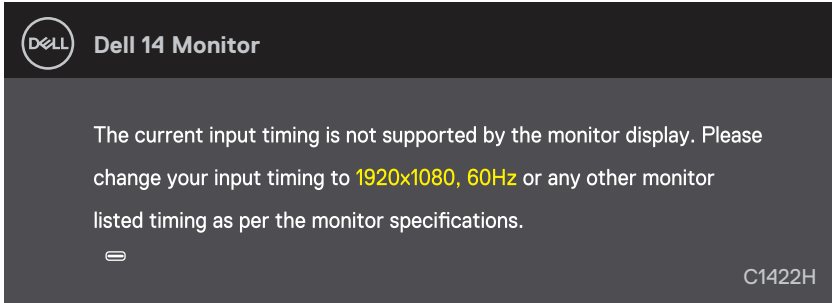 DELL
Dell 14 Monitor
The current input timing is not supported by the monitor display. Please
change your input timing to 1920x1080, 60Hz or any other monitor
listed timing as per the monitor specifications.
C1422H